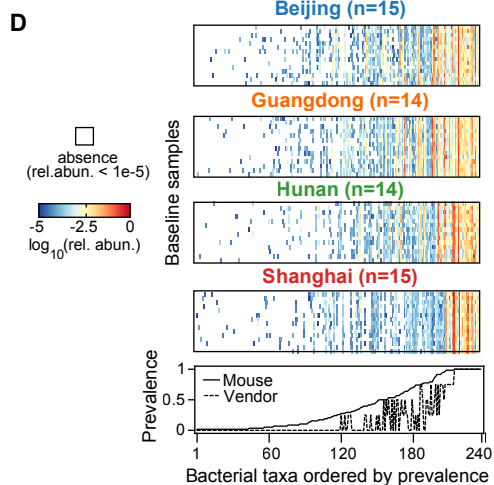 D
Beijing (n=15)
Guangdong (n=14)
Hunan (n=14)
Shanghai (n=15)
Baseline samples
absence
(rel.abun. < 1e-5)
-5 -2.5 0
log10(rel. abun.)
Prevalence
1
0.5
0
Mouse
Vendor
1 60 120 180 240
Bacterial taxa ordered by prevalence